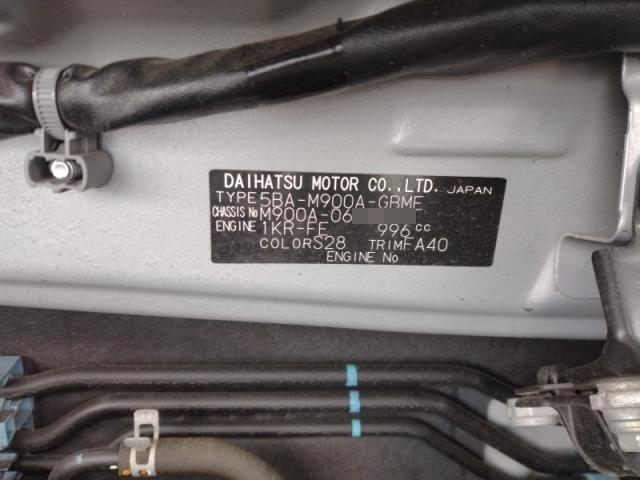 DAIHATSU MOTOR CO.,LTD. JAPAN
TYPE 5BA-M900A-GBME
CHASSIS No M900A-06
ENGINE 1KR-FE 996cc
COLOR S28 TRIM FA40
ENGINE No